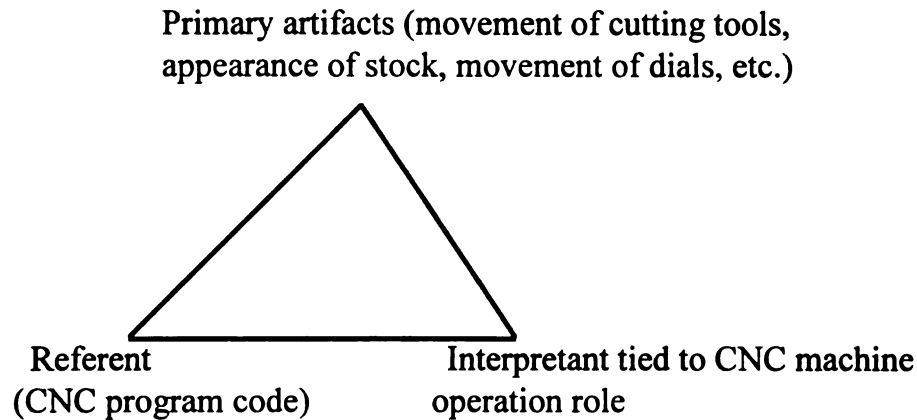 Primary artifacts (movement of cutting tools,
appearance of stock, movement of dials, etc.)
Referent
(CNC program code)
Interpretant tied to CNC machine
operation role